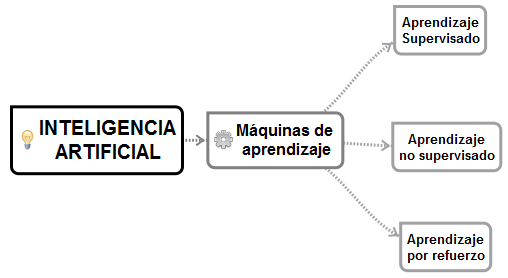 INTELIGENCIA
ARTIFICIAL
Máquinas de
aprendizaje
Aprendizaje
Supervisado
Aprendizaje
no supervisado
Aprendizaje
por refuerzo